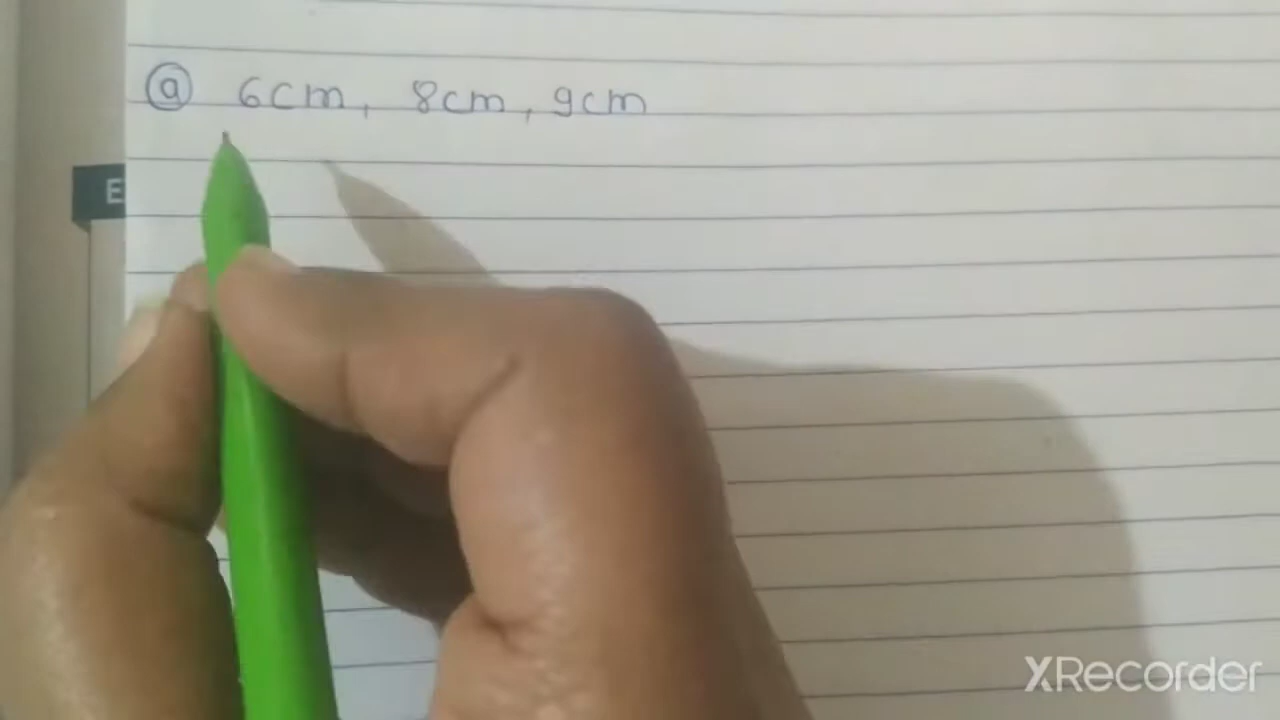 ⓐ 6cm, 8cm, 9cm
E
XRecorder